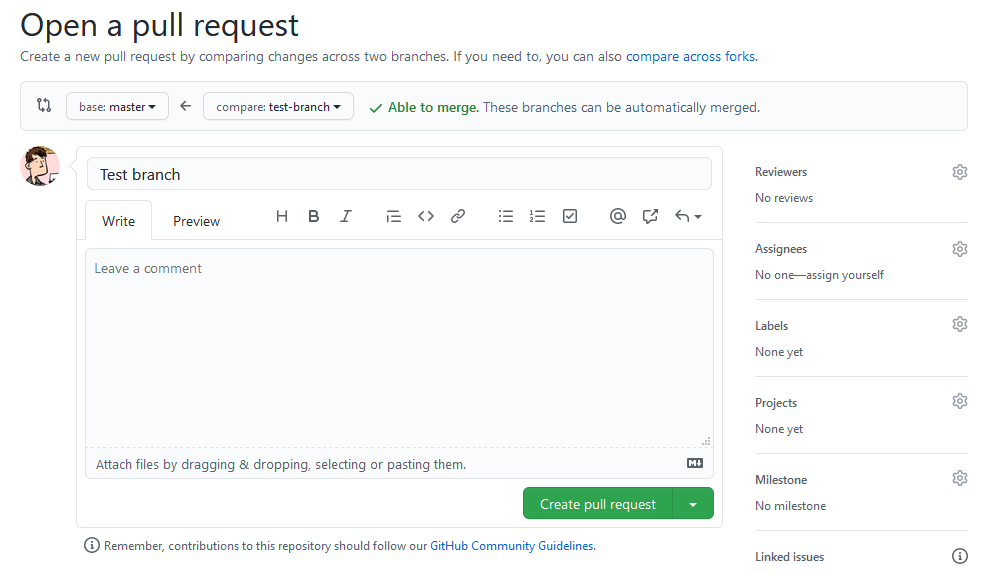 Open a pull request
Create a new pull request by comparing changes across two branches. If you need to, you can also compare across forks.
base: master
compare: test-branch
Able to merge. These branches can be automatically merged.
Test branch
Write Preview
Leave a comment
Attach files by dragging & dropping, selecting or pasting them.
Create pull request
Remember, contributions to this repository should follow our GitHub Community Guidelines.
Reviewers
No reviews
Assignees
No one—assign yourself
Labels
None yet
Projects
None yet
Milestone
No milestone
Linked issues